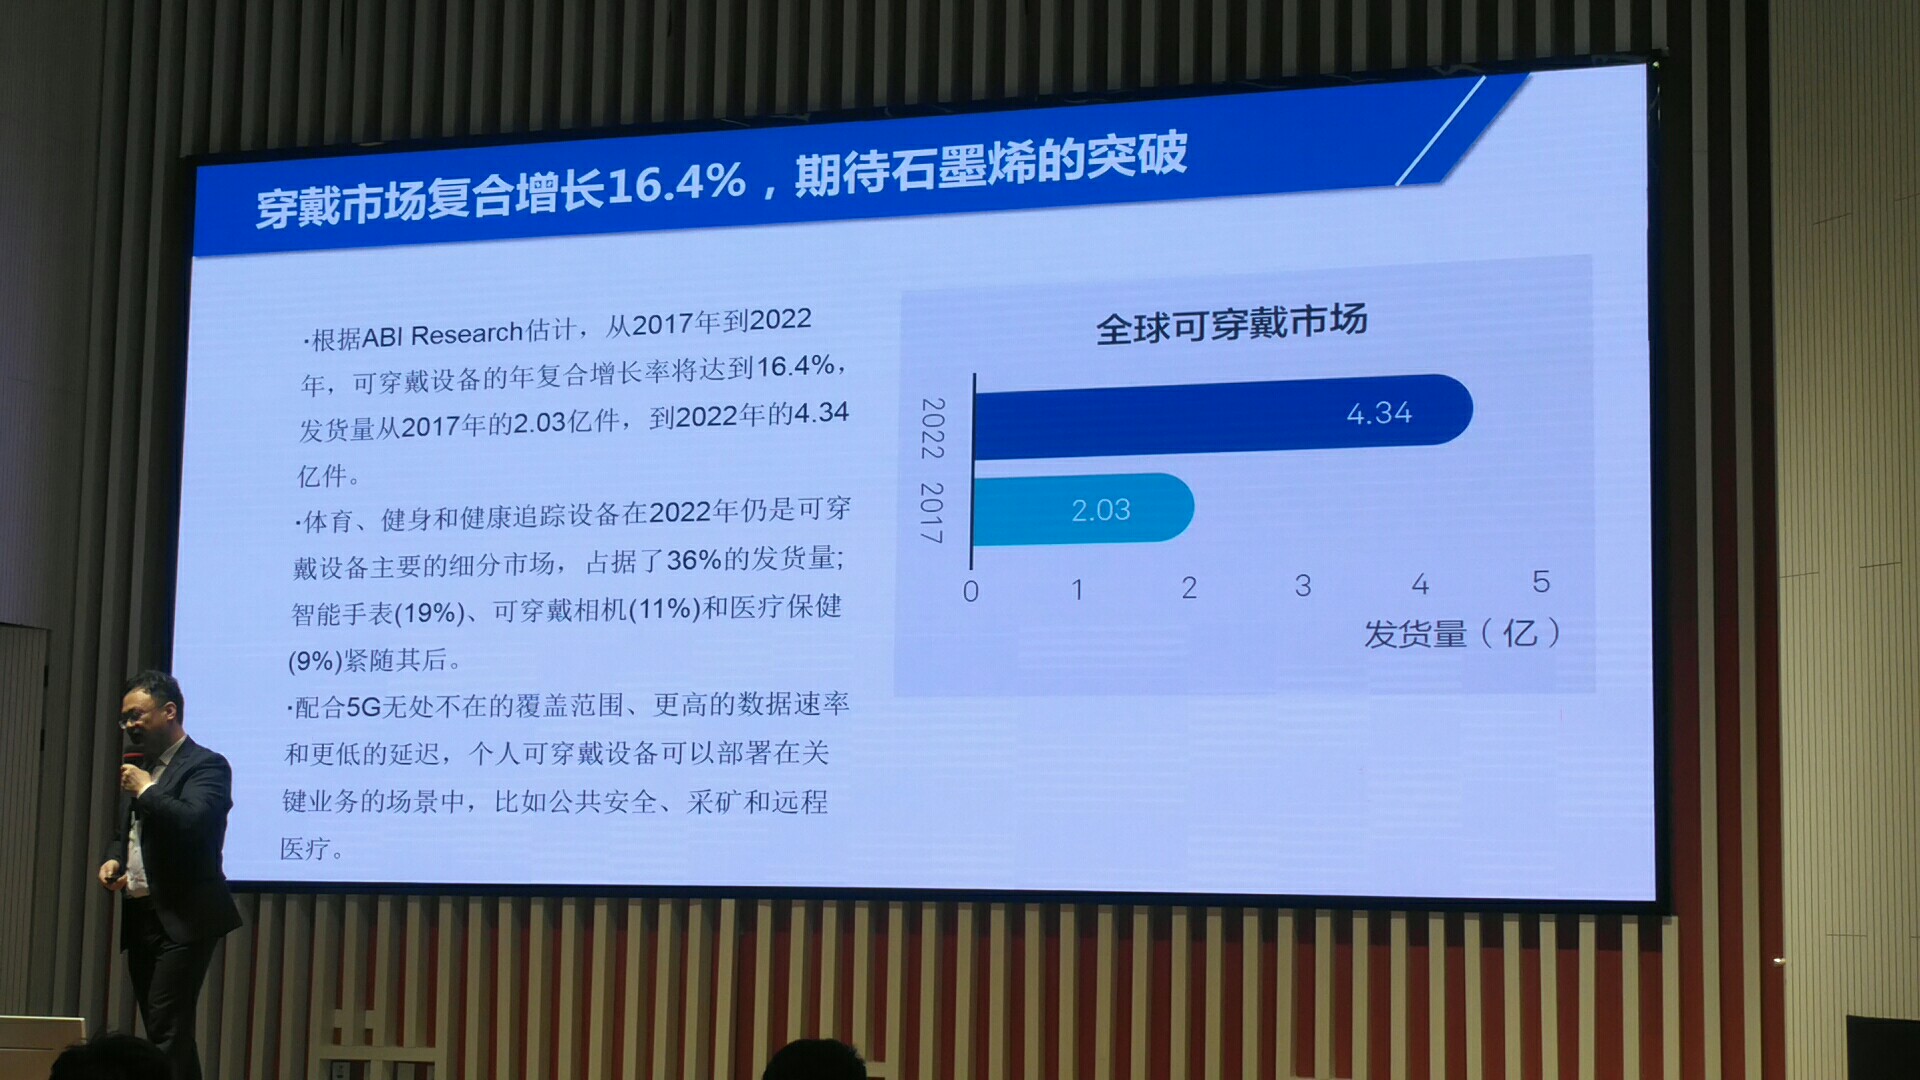 穿戴市场复合增长16.4%，期待石墨烯的突破
·根据ABI Research估计，从2017年到2022
年，可穿戴设备的年复合增长率将达到16.4%，
发货量从2017年的2.03亿件，到2022年的4.34
亿件。
·体育、健身和健康追踪设备在2022年仍是可穿
戴设备主要的细分市场，占据了36%的发货量;
智能手表(19%)、可穿戴相机(11%)和医疗保健
(9%)紧随其后。
·配合5G无处不在的覆盖范围、更高的数据速率
和更低的延迟，个人可穿戴设备可以部署在关
键业务的场景中，比如公共安全、采矿和远程
医疗。
全球可穿戴市场
2022
4.34
2017
2.03
0 1 2 3 4 5
发货量（亿）